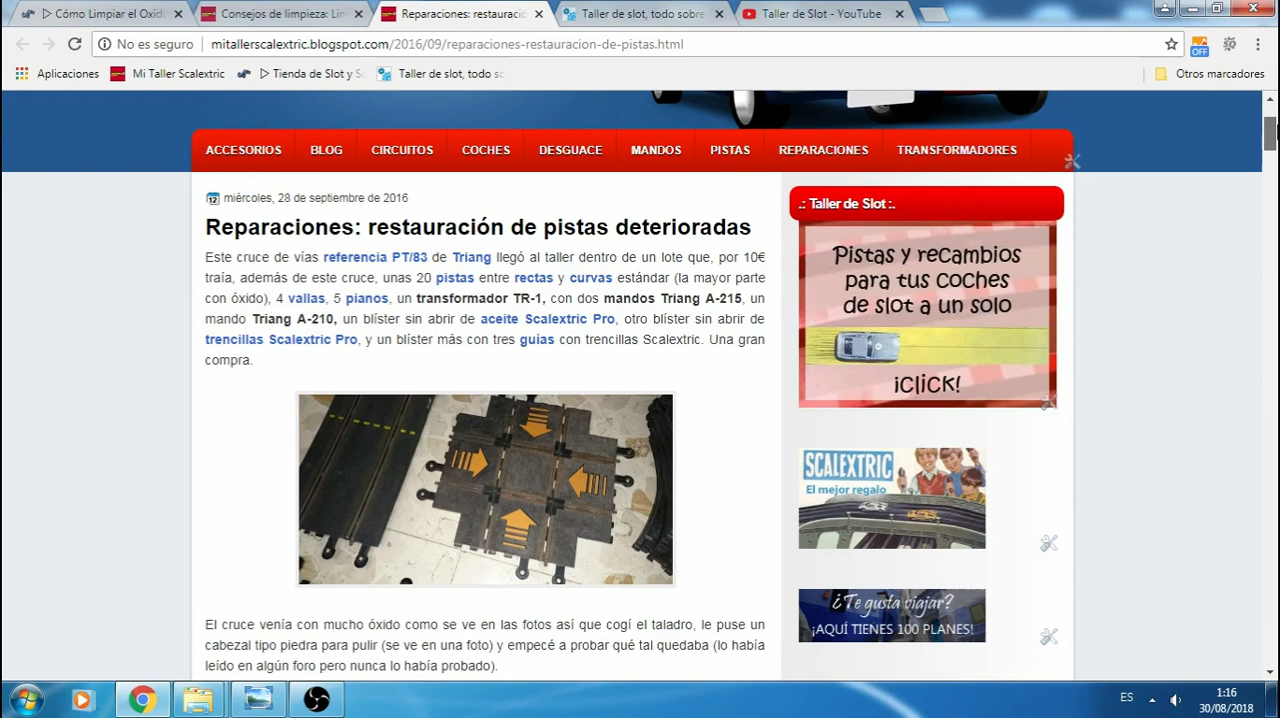 ▷ Cómo Limpiar el Oxid
Consejos de limpieza: Lin
Reparaciones: restauraci
Taller de slot, todo sobre
Taller de Slot - YouTube
No es seguro
mitallerscalextric.blogspot.com/2016/09/reparaciones-restauracion-de-pistas.html
OFF
Aplicaciones
Mi Taller Scalextric
▷ Tienda de Slot y S
Taller de slot, todo so
Otros marcadores
ACCESORIOS BLOG CIRCUITOS COCHES DESGUACE MANDOS PISTAS REPARACIONES TRANSFORMADORES
12 miércoles, 28 de septiembre de 2016
Reparaciones: restauración de pistas deterioradas
Este cruce de vías referencia PT/83 de Triang llegó al taller dentro de un lote que, por 10€
traía, además de este cruce, unas 20 pistas entre rectas y curvas estándar (la mayor parte
con óxido), 4 vallas, 5 pianos, un transformador TR-1, con dos mandos Triang A-215, un
mando Triang A-210, un blíster sin abrir de aceite Scalextric Pro, otro blíster sin abrir de
trencillas Scalextric Pro, y un blíster más con tres guías con trencillas Scalextric. Una gran
compra.
El cruce venía con mucho óxido como se ve en las fotos así que cogí el taladro, le puse un
cabezal tipo piedra para pulir (se ve en una foto) y empecé a probar qué tal quedaba (lo había
leído en algún foro pero nunca lo había probado).
.: Taller de Slot :.
Pistas y recambios
para tus coches
de slot a un solo
¡CLICK!
SCALEXTRIC
El mejor regalo
¿Te gusta viajar?
¡AQUÍ TIENES 100 PLANES!
ES
1:16
30/08/2018